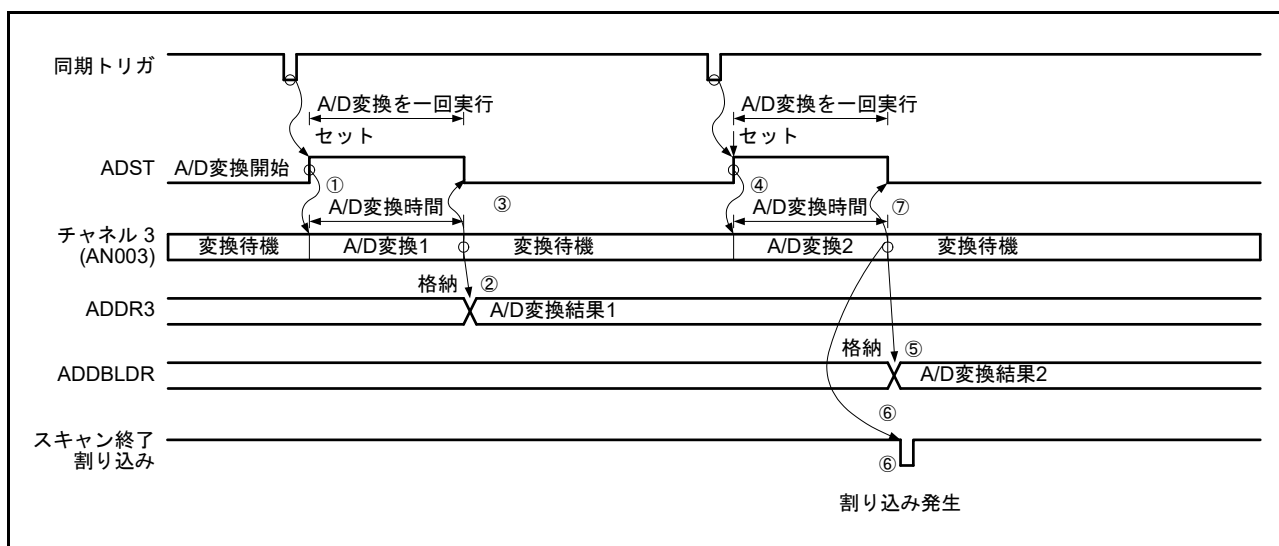 同期トリガ
A/D変換を一回実行
A/D変換を一回実行
セット
セット
ADST
A/D変換開始
①
③
④
⑦
A/D変換時間
A/D変換時間
チャネル 3
(AN003)
変換待機
A/D変換1
変換待機
A/D変換2
変換待機
格納
②
ADDR3
A/D変換結果1
格納
⑤
ADDBLDR
A/D変換結果2
⑥
スキャン終了
割り込み
⑥
割り込み発生